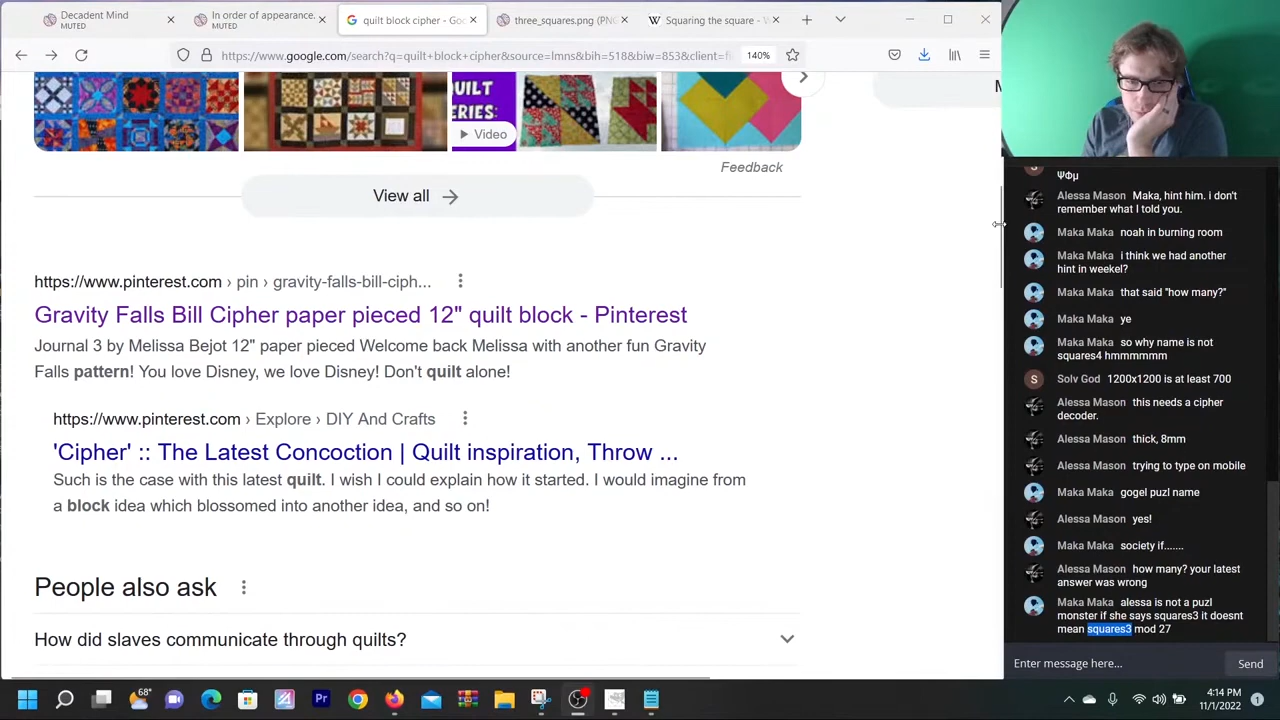 Decadent Mind
MUTED
In order of appearance.
MUTED
quilt block cipher - Goo
three_squares.png (PNG
Squaring the square - W
https://www.google.com/search?q=quilt+block+cipher&source=lmns&bih=518&biw=853&client=fi
140%
UILT
ERIES:
Video
M
Feedback
View all
https://www.pinterest.com › pin › gravity-falls-bill-ciph...
Gravity Falls Bill Cipher paper pieced 12" quilt block - Pinterest
Journal 3 by Melissa Bejot 12" paper pieced Welcome back Melissa with another fun Gravity
Falls pattern! You love Disney, we love Disney! Don't quilt alone!
https://www.pinterest.com › Explore › DIY And Crafts
'Cipher' :: The Latest Concoction | Quilt inspiration, Throw ...
Such is the case with this latest quilt. I wish I could explain how it started. I would imagine from
a block idea which blossomed into another idea, and so on!
People also ask
How did slaves communicate through quilts?
ΨΦμ
Alessa Mason Maka, hint him. i don't
remember what I told you.
Maka Maka noah in burning room
Maka Maka i think we had another
hint in weekel?
Maka Maka that said "how many?"
Maka Maka ye
Maka Maka so why name is not
squares4 hmmmmmm
S Solv God 1200x1200 is at least 700
Alessa Mason this needs a cipher
decoder.
Alessa Mason thick, 8mm
Alessa Mason trying to type on mobile
Maka Maka gogel puzl name
Alessa Mason yes!
Maka Maka society if.......
Alessa Mason how many? your latest
answer was wrong
Maka Maka alessa is not a puzl
monster if she says squares3 it doesnt
mean squares3 mod 27
Enter message here...
Send
68°
Pr
4:14 PM
11/1/2022
1